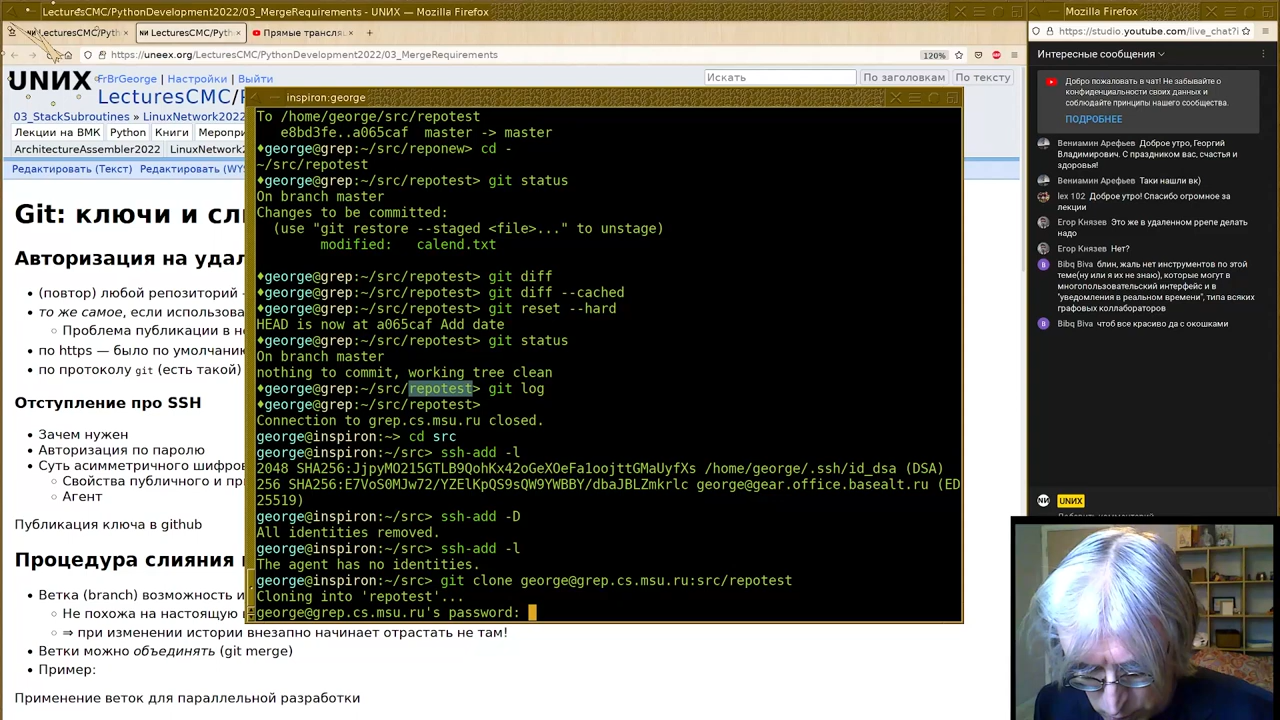 LecturesCMC/PythonDevelopment2022/03_MergeRequirements - UNИX — Mozilla Firefox
Mozilla Firefox
LecturesCMC/Pyth
LecturesCMC/Pyth
Прямые трансля
https://uneex.org/LecturesCMC/PythonDevelopment2022/03_MergeRequirements
120%
https://studio.youtube.com/live_chat?i
UNИX
FrBrGeorge | Настройки | Выйти
Искать
По заголовкам
По тексту
LecturesCMC/
03_StackSubroutines » LinuxNetwork2022
Лекции на ВМК
Python
Книги
Меропри
ArchitectureAssembler2022
LinuxNetwork2
Редактировать (Текст)
Редактировать (WYS
Git: ключи и сл
Авторизация на удал
(повтор) любой репозиторий
то же самое, если использова
Проблема публикации в не
по https — было по умолчани
по протоколу git (есть такой)
Отступление про SSH
Зачем нужен
Авторизация по паролю
Суть асимметричного шифров
Свойства публичного и при
Агент
Публикация ключа в github
Процедура слияния и
Ветка (branch) возможность и
Не похожа на настоящую
⇒ при изменении истории внезапно начинает отрастать не там!
Ветки можно объединять (git merge)
Пример:
Применение веток для параллельной разработки
inspiron:george
To /home/george/src/repotest
e8bd3fe..a065caf  master -> master
♦george@grep:~/src/reponew> cd -
~/src/repotest
♦george@grep:~/src/repotest> git status
On branch master
Changes to be committed:
(use "git restore --staged <file>..." to unstage)
modified:   calend.txt
♦george@grep:~/src/repotest> git diff
♦george@grep:~/src/repotest> git diff --cached
♦george@grep:~/src/repotest> git reset --hard
HEAD is now at a065caf Add date
♦george@grep:~/src/repotest> git status
On branch master
nothing to commit, working tree clean
♦george@grep:~/src/repotest> git log
♦george@grep:~/src/repotest>
Connection to grep.cs.msu.ru closed.
george@inspiron:~> cd src
george@inspiron:~/src> ssh-add -l
2048 SHA256:JjpyMO215GTLB9QohKx42oGeXOeFa1oojttGMaUyfXs /home/george/.ssh/id_dsa (DSA)
256 SHA256:E7VoS0MJw72/YZElKpQS9sQW9YWBBY/dbaJBLZmkrlc george@gear.office.basealt.ru (ED
25519)
george@inspiron:~/src> ssh-add -D
All identities removed.
george@inspiron:~/src> ssh-add -l
The agent has no identities.
george@inspiron:~/src> git clone george@grep.cs.msu.ru:src/repotest
Cloning into 'repotest'...
george@grep.cs.msu.ru's password:
Интересные сообщения
Добро пожаловать в чат! Не забывайте о
конфиденциальности своих данных и
соблюдайте принципы нашего сообщества.
ПОДРОБНЕЕ
Вениамин Арефьев Доброе утро, Георгий
Владимирович. С праздником вас, счастья и
здоровья!
Вениамин Арефьев Таки нашли вк)
lex 102 Доброе утро! Спасибо огромное за
лекции
Егор Князев Это же в удаленном ррепе делать
надо
Егор Князев Нет?
Bibq Biva блин, жаль нет инструментов по этой
теме(ну или я их не знаю), которые могут в
многопользовательский интерфейс и в
"уведомления в реальном времени", типа всяких
графовых коллабораторов
Bibq Biva чтоб все красиво да с окошками
UNИX